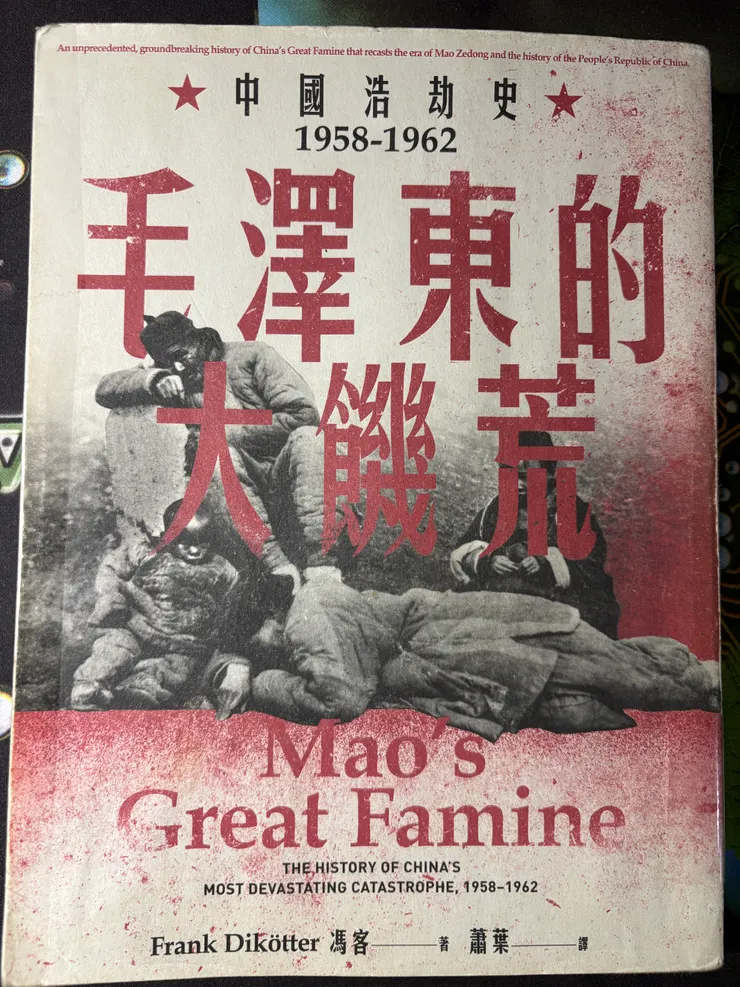 An unprecedented, groundbreaking history of China's Great Famine that recasts the era of Mao Zedong and the history of the People's Republic of China.
★ 中國浩劫史 ★
1958-1962
毛澤東的
大饑荒
Mao's
Great Famine
THE HISTORY OF CHINA'S
MOST DEVASTATING CATASTROPHE, 1958–1962
Frank Dikötter 馮客——著 蕭葉——譯